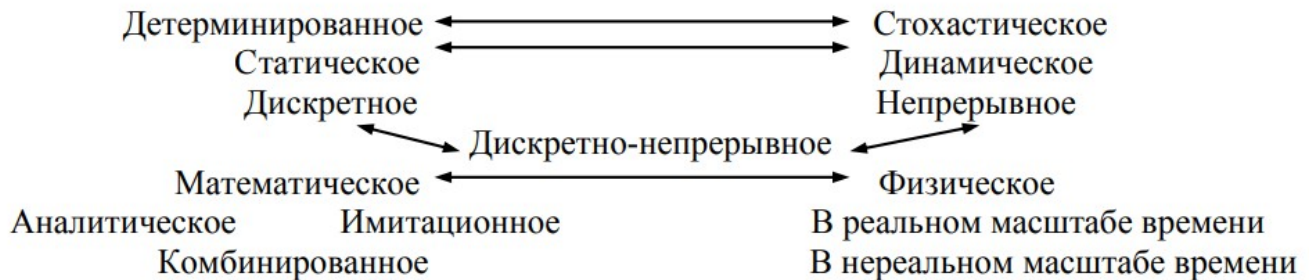 Детерминированное Стохастическое
Статическое Динамическое
Дискретное Непрерывное
Дискретно-непрерывное
Математическое Физическое
Аналитическое Имитационное В реальном масштабе времени
Комбинированное В нереальном масштабе времени